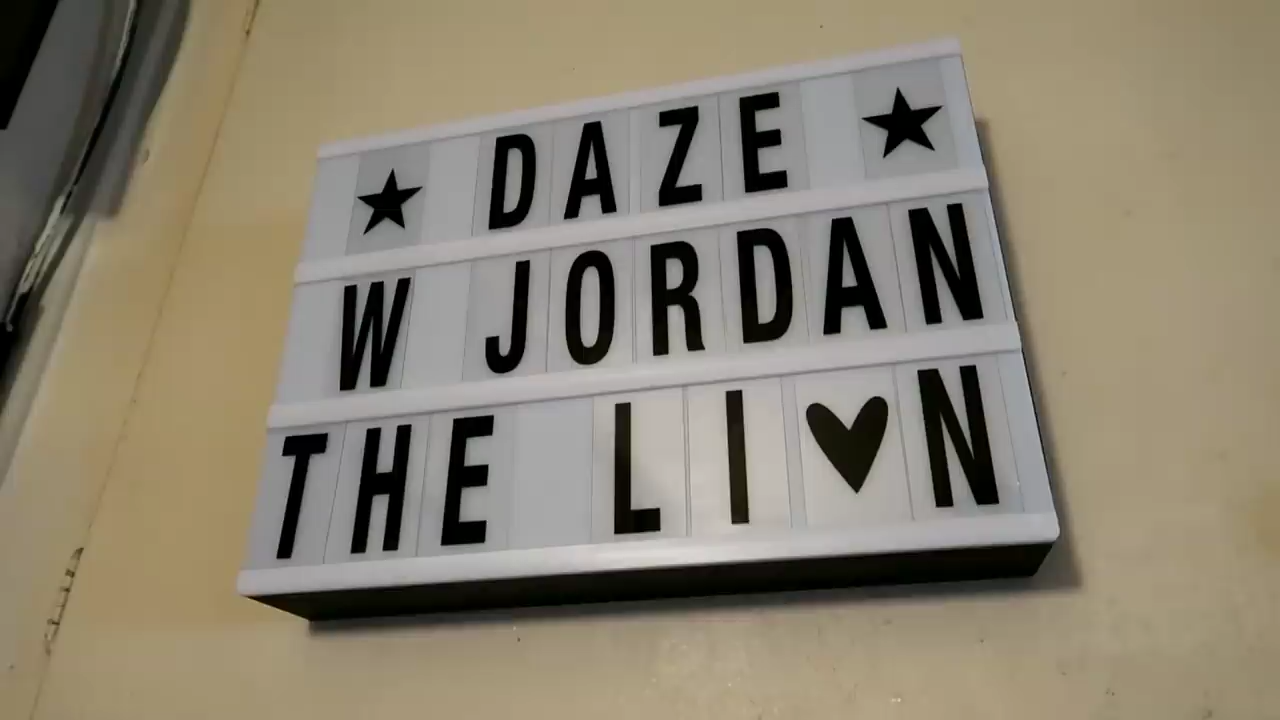 ★ DAZE ★
W JORDAN
THE LI♥N